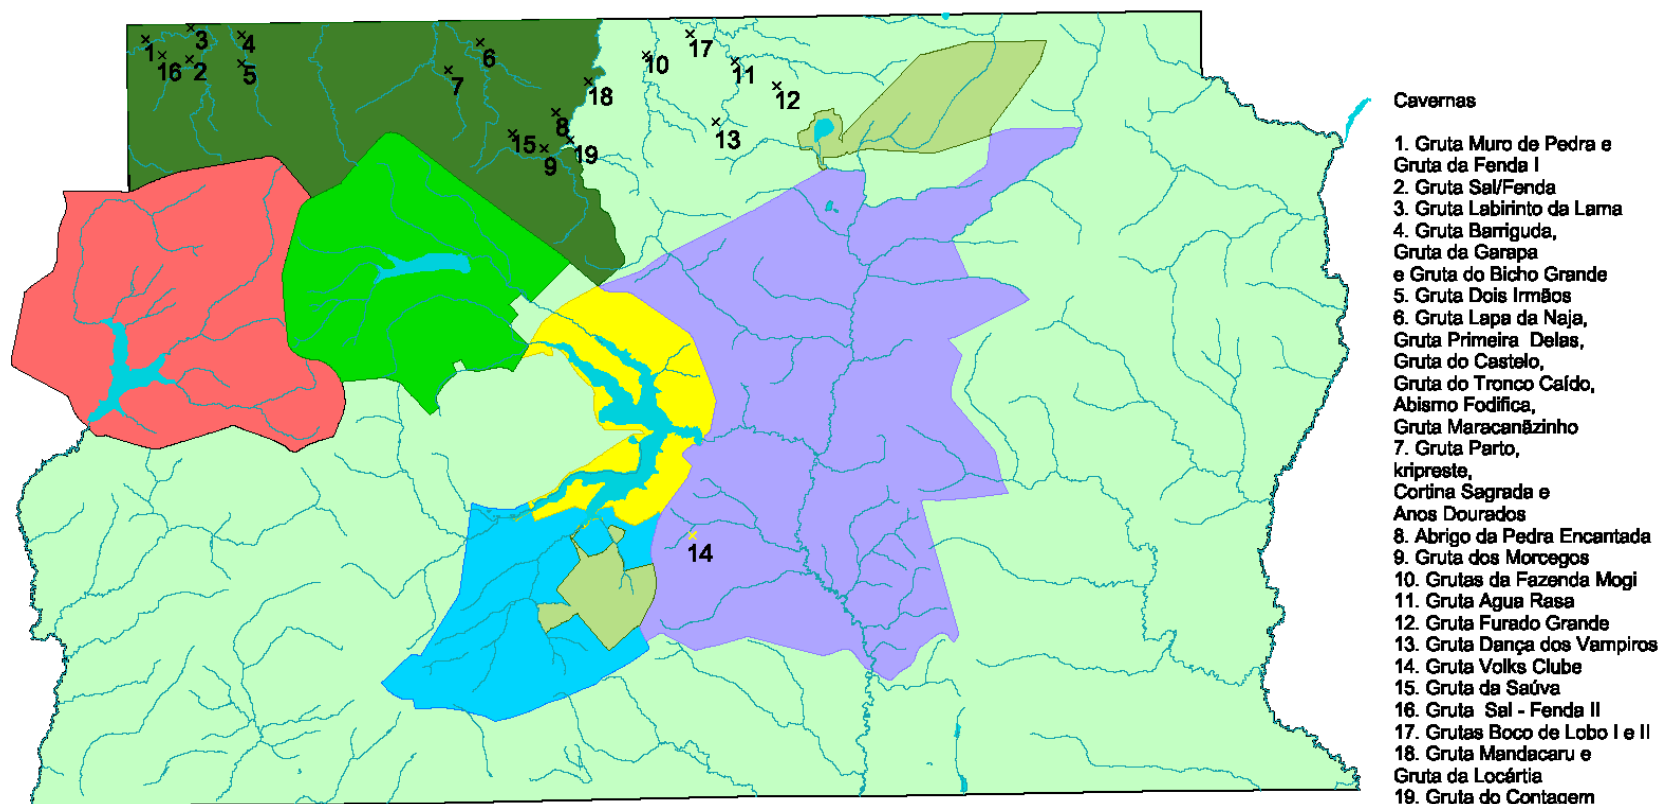 3
4
17
1
6
16
2
5
7
10
11
18
12
8
15
13
9
19
14
Cavernas
1. Gruta Muro de Pedra e
Gruta da Fenda I
2. Gruta Sal/Fenda
3. Gruta Labirinto da Lama
4. Gruta Barriguda,
Gruta da Garapa
e Gruta do Bicho Grande
5. Gruta Dois Irmãos
6. Gruta Lapa da Naja,
Gruta Primeira Delas,
Gruta do Castelo,
Gruta do Tronco Caído,
Abismo Fodifica,
Gruta Maracanãzinho
7. Gruta Parto,
kripreste,
Cortina Sagrada e
Anos Dourados
8. Abrigo da Pedra Encantada
9. Gruta dos Morcegos
10. Grutas da Fazenda Mogi
11. Gruta Agua Rasa
12. Gruta Furado Grande
13. Gruta Dança dos Vampiros
14. Gruta Volks Clube
15. Gruta da Saúva
16. Gruta Sal - Fenda II
17. Grutas Boco de Lobo I e II
18. Gruta Mandacaru e
Gruta da Locártia
19. Gruta do Contagem